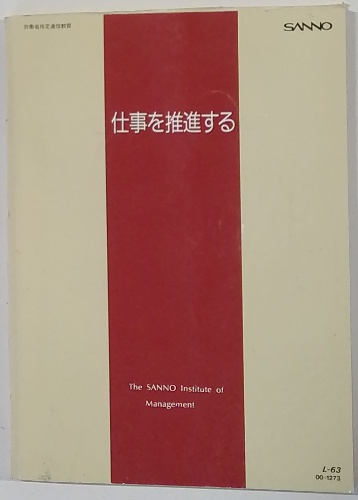 労働省指定通信教育
SANNO
仕事を推進する
The SANNO Institute of
Management
L-63
00-1273